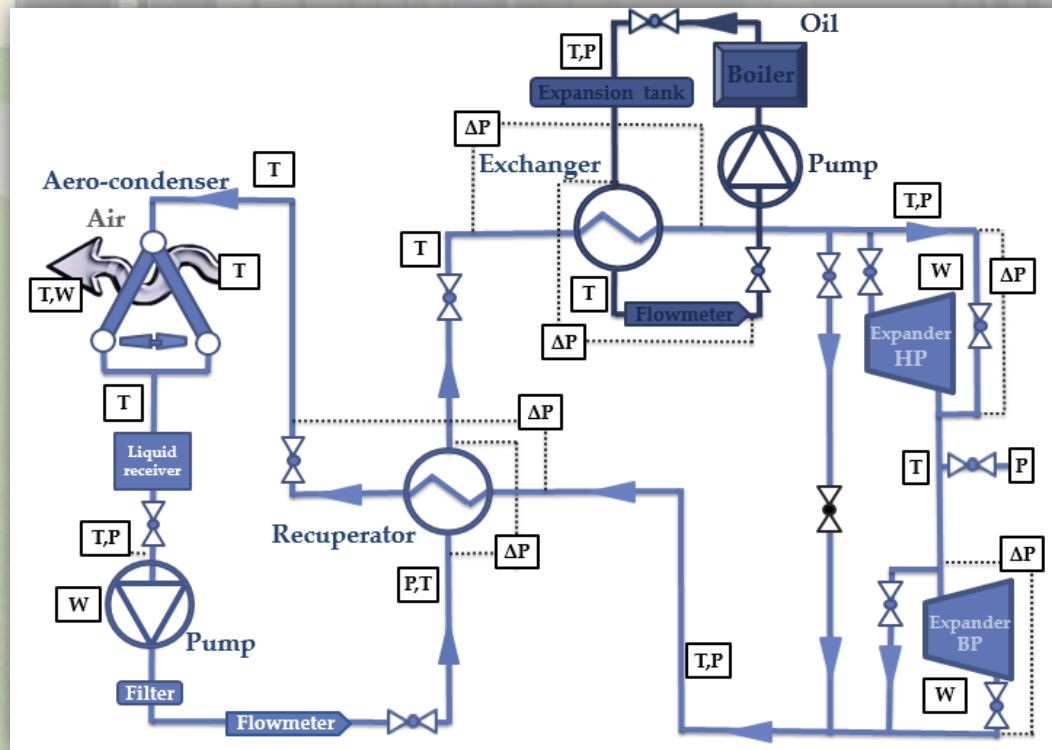 Oil
T,P
Boiler
Expansion tank
ΔP
Exchanger
Pump
T
Aero-condenser
Air
T,P
T
T
T,W
W
ΔP
T
Flowmeter
Expander
HP
ΔP
T
ΔP
Liquid
receiver
T
P
Recuperator
T,P
ΔP
ΔP
P,T
W
Expander
BP
Pump
T,P
W
Filter
Flowmeter